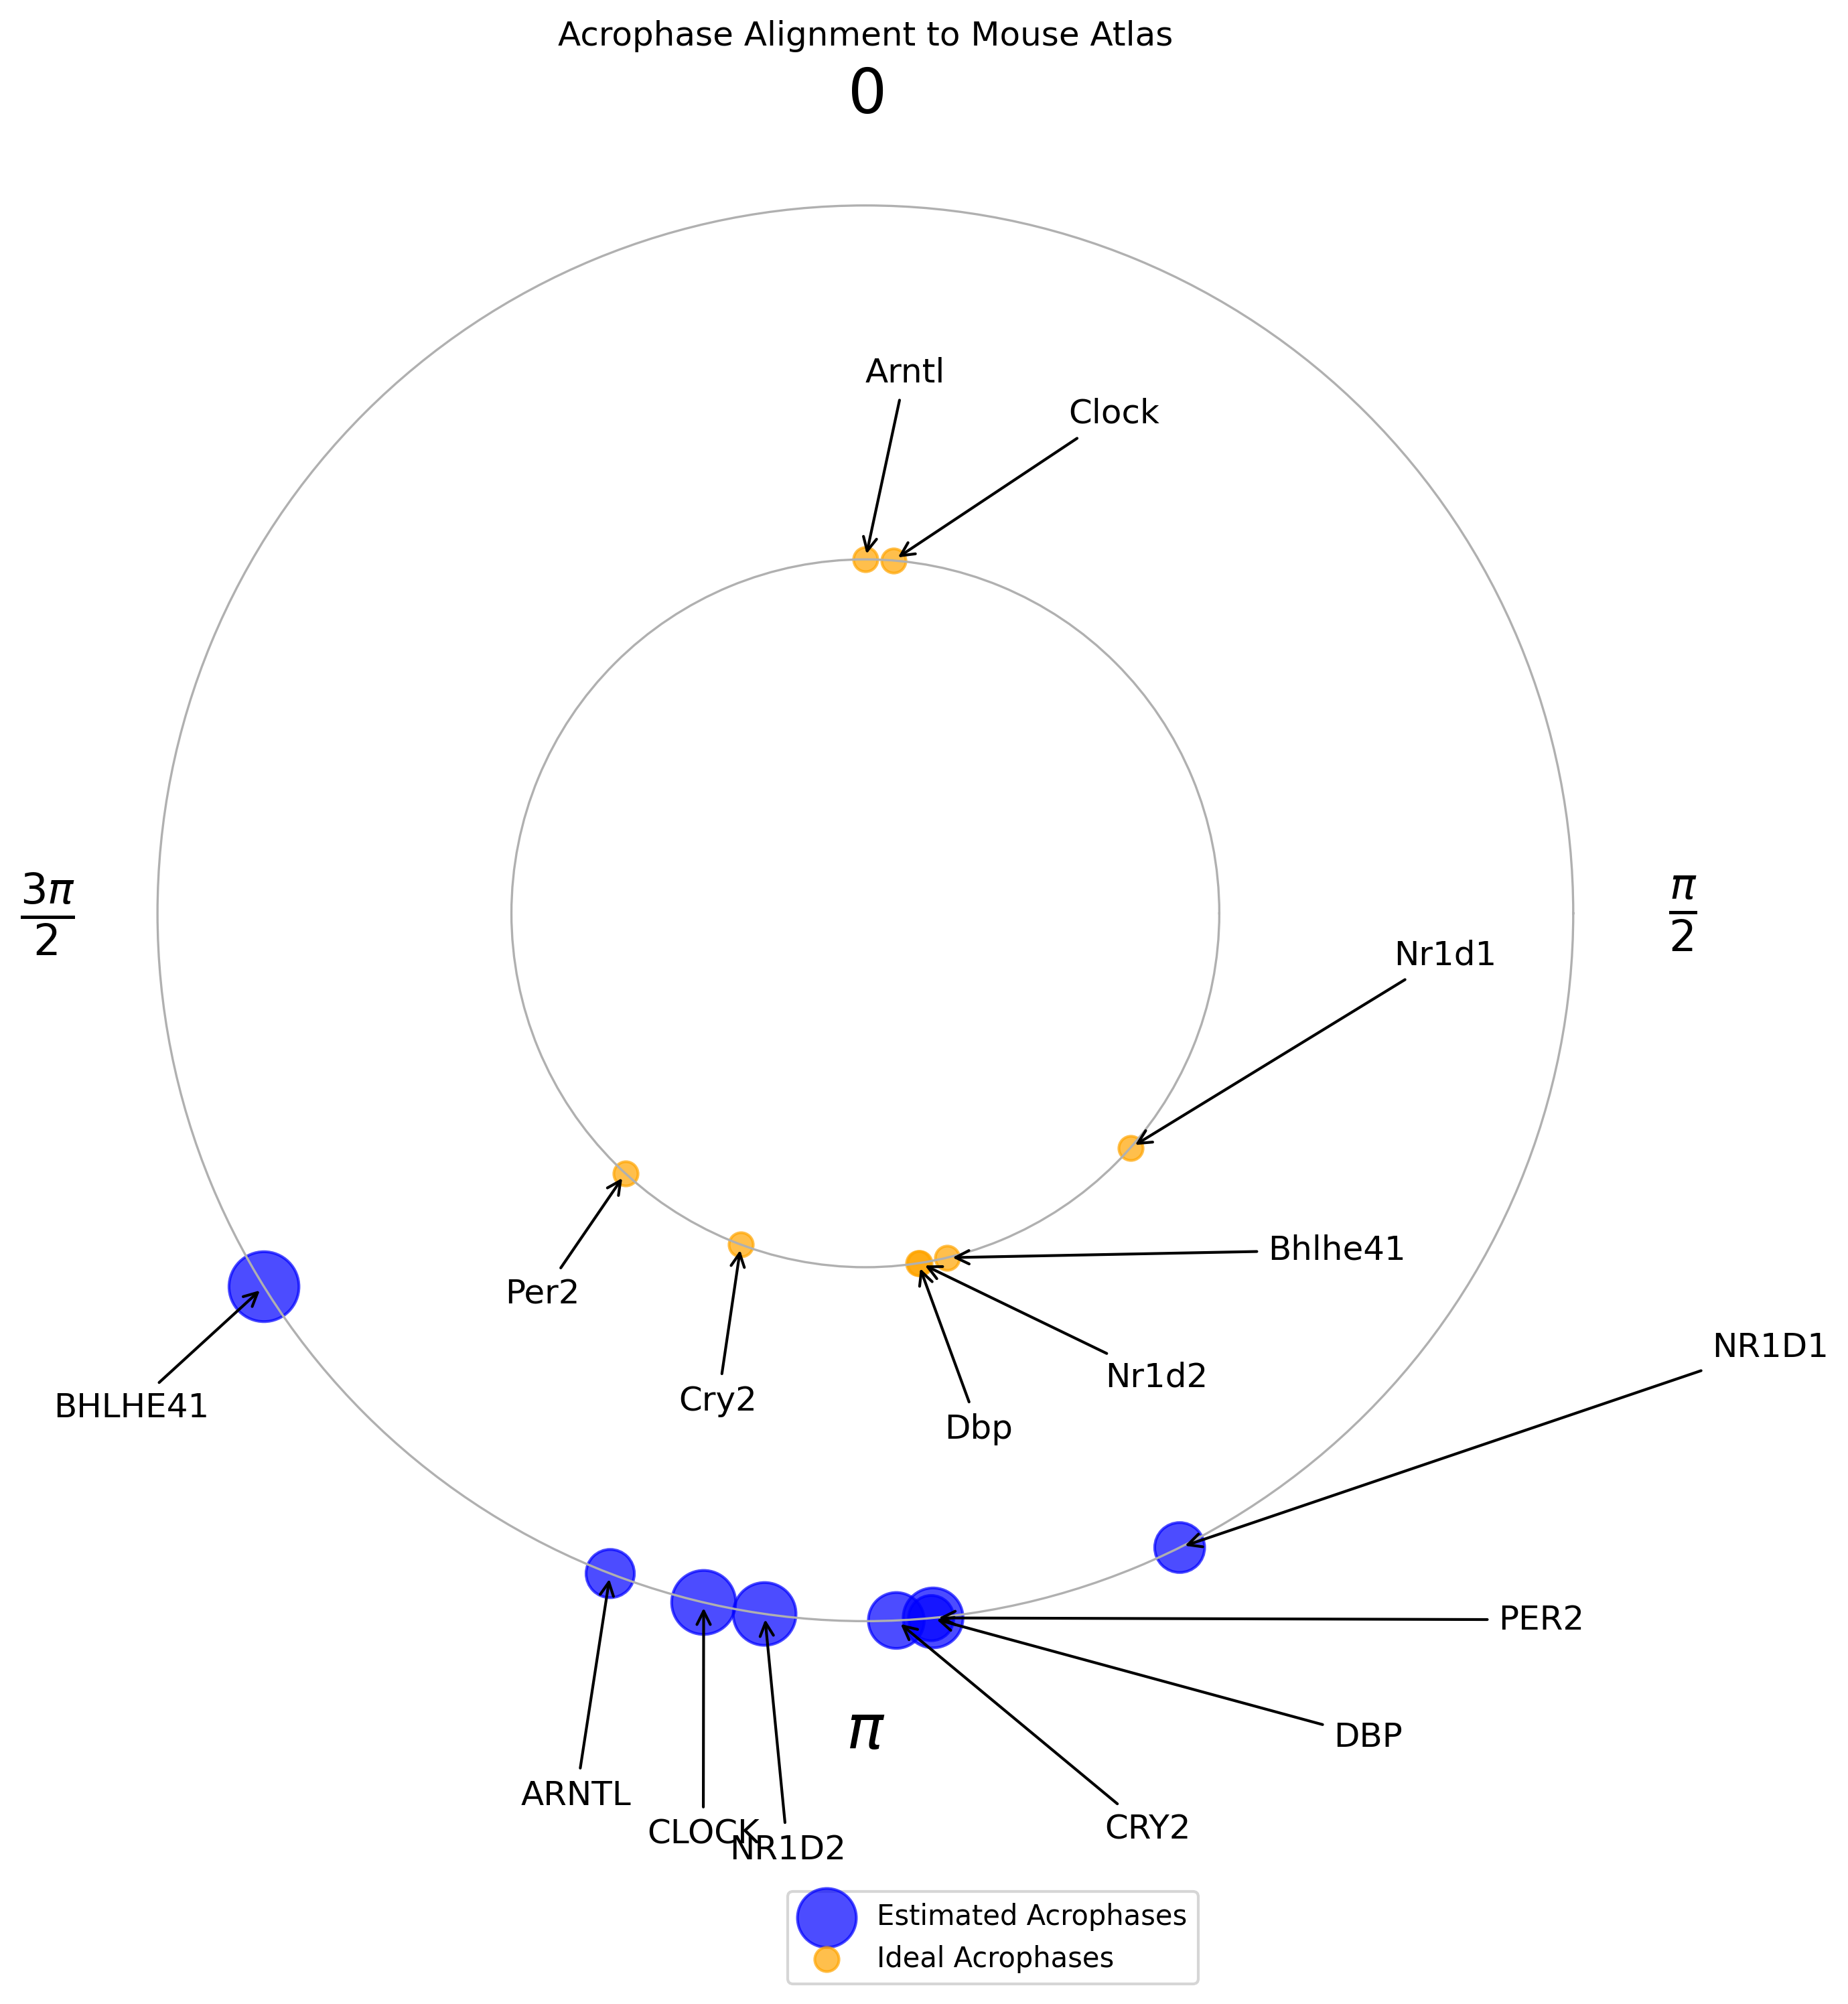 Acrophase Alignment to Mouse Atlas
0
Arntl
Clock
3π/2
π/2
Nr1d1
Bhlhe41
Per2
NR1D1
Nr1d2
Cry2
BHLHE41
Dbp
PER2
π
DBP
ARNTL
CRY2
CLOCK
NR1D2
Estimated Acrophases
Ideal Acrophases